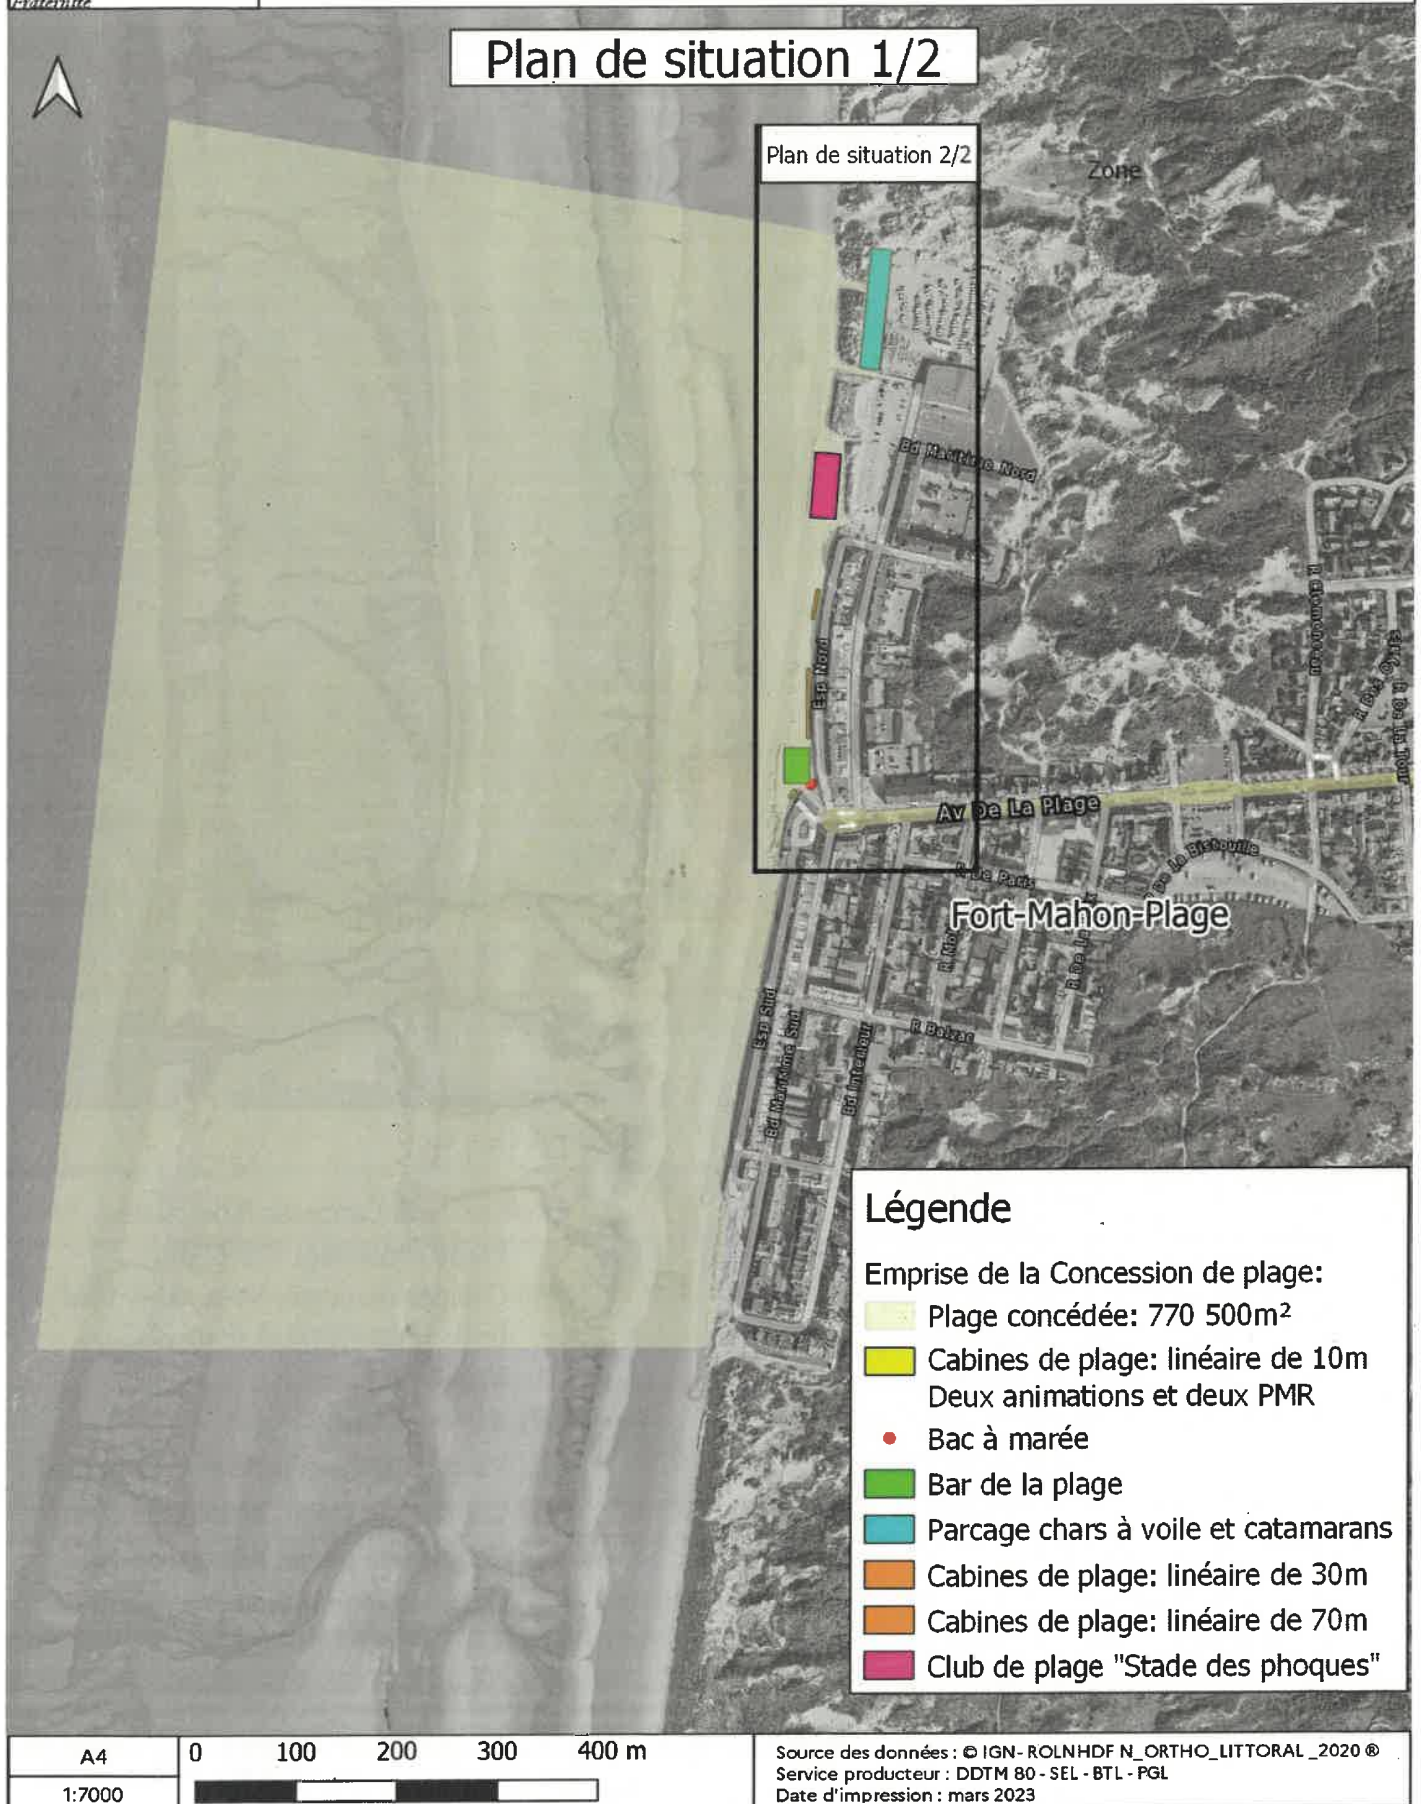 Fraternité
Plan de situation 1/2
Plan de situation 2/2
Zone
Bd Maritime Nord
Esp Nord
Av De La Plage
R De La Bistouille
R De Paris
Fort-Mahon-Plage
Esp Sud
Bd Maritime Sud
Bd Interieur
R Balzac
Légende
Emprise de la Concession de plage:
Plage concédée: 770 500m²
Cabines de plage: linéaire de 10m
Deux animations et deux PMR
Bac à marée
Bar de la plage
Parcage chars à voile et catamarans
Cabines de plage: linéaire de 30m
Cabines de plage: linéaire de 70m
Club de plage "Stade des phoques"
A4
1:7000
0 100 200 300 400 m
Source des données : © IGN- ROLNHDF N_ORTHO_LITTORAL_2020 ®
Service producteur : DDTM 80 - SEL - BTL - PGL
Date d'impression : mars 2023